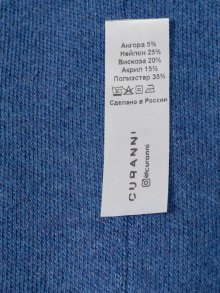 Ангора 5%
Нейлон 25%
Вискоза 20%
Акрил 15%
Полиэстер 35%
Сделано в России
CURANNI
@curanni